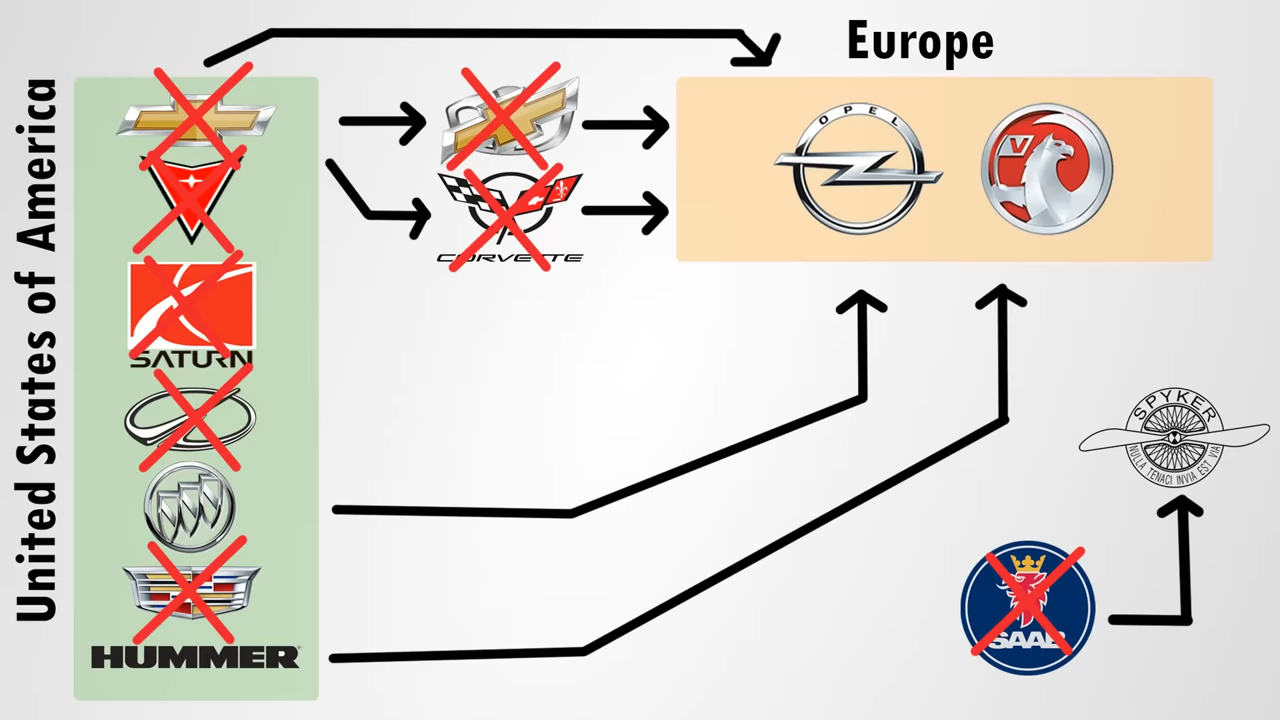 Europe
United States of America
OPEL
V
CORVETTE
SATURN
HUMMER
SPYKER
NULLA TENACI INVIA EST VIA
SAAB